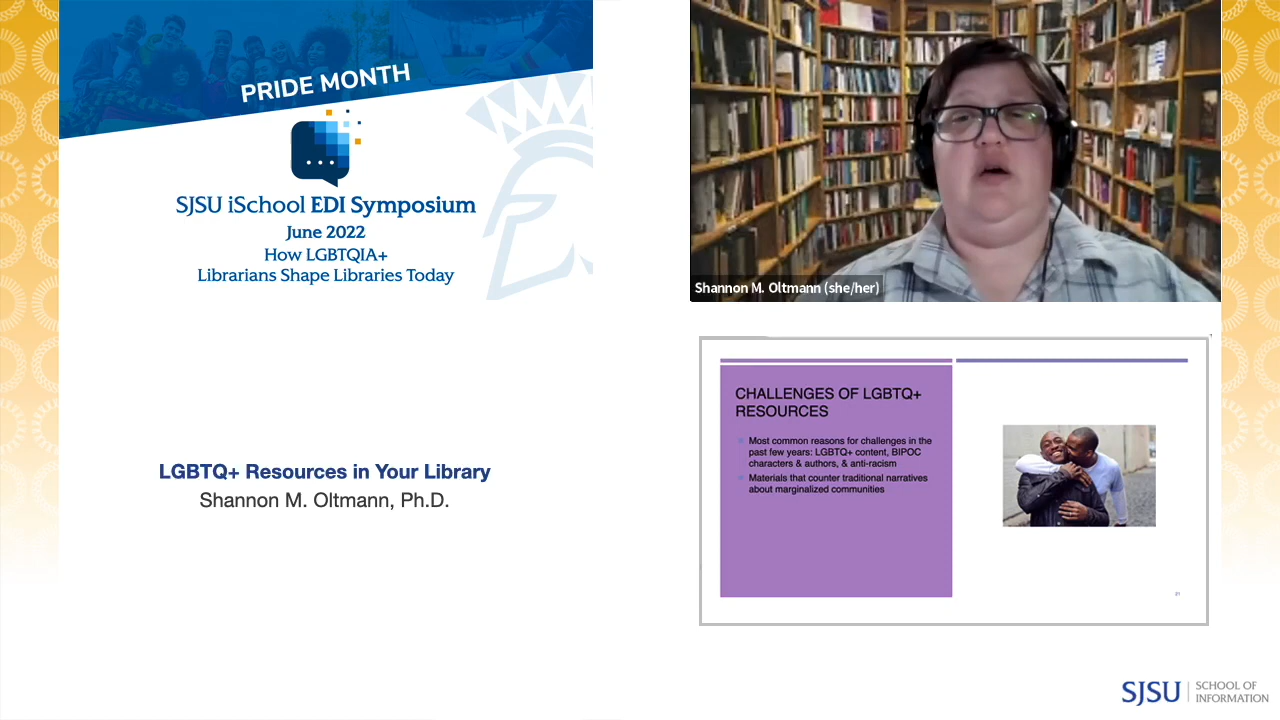 PRIDE MONTH
SJSU iSchool EDI Symposium
June 2022
How LGBTQIA+
Librarians Shape Libraries Today
LGBTQ+ Resources in Your Library
Shannon M. Oltmann, Ph.D.
Shannon M. Oltmann (she/her)
CHALLENGES OF LGBTQ+
RESOURCES
Most common reasons for challenges in the
past few years: LGBTQ+ content, BIPOC
characters & authors, & anti-racism
Materials that counter traditional narratives
about marginalized communities
SJSU
SCHOOL OF
INFORMATION